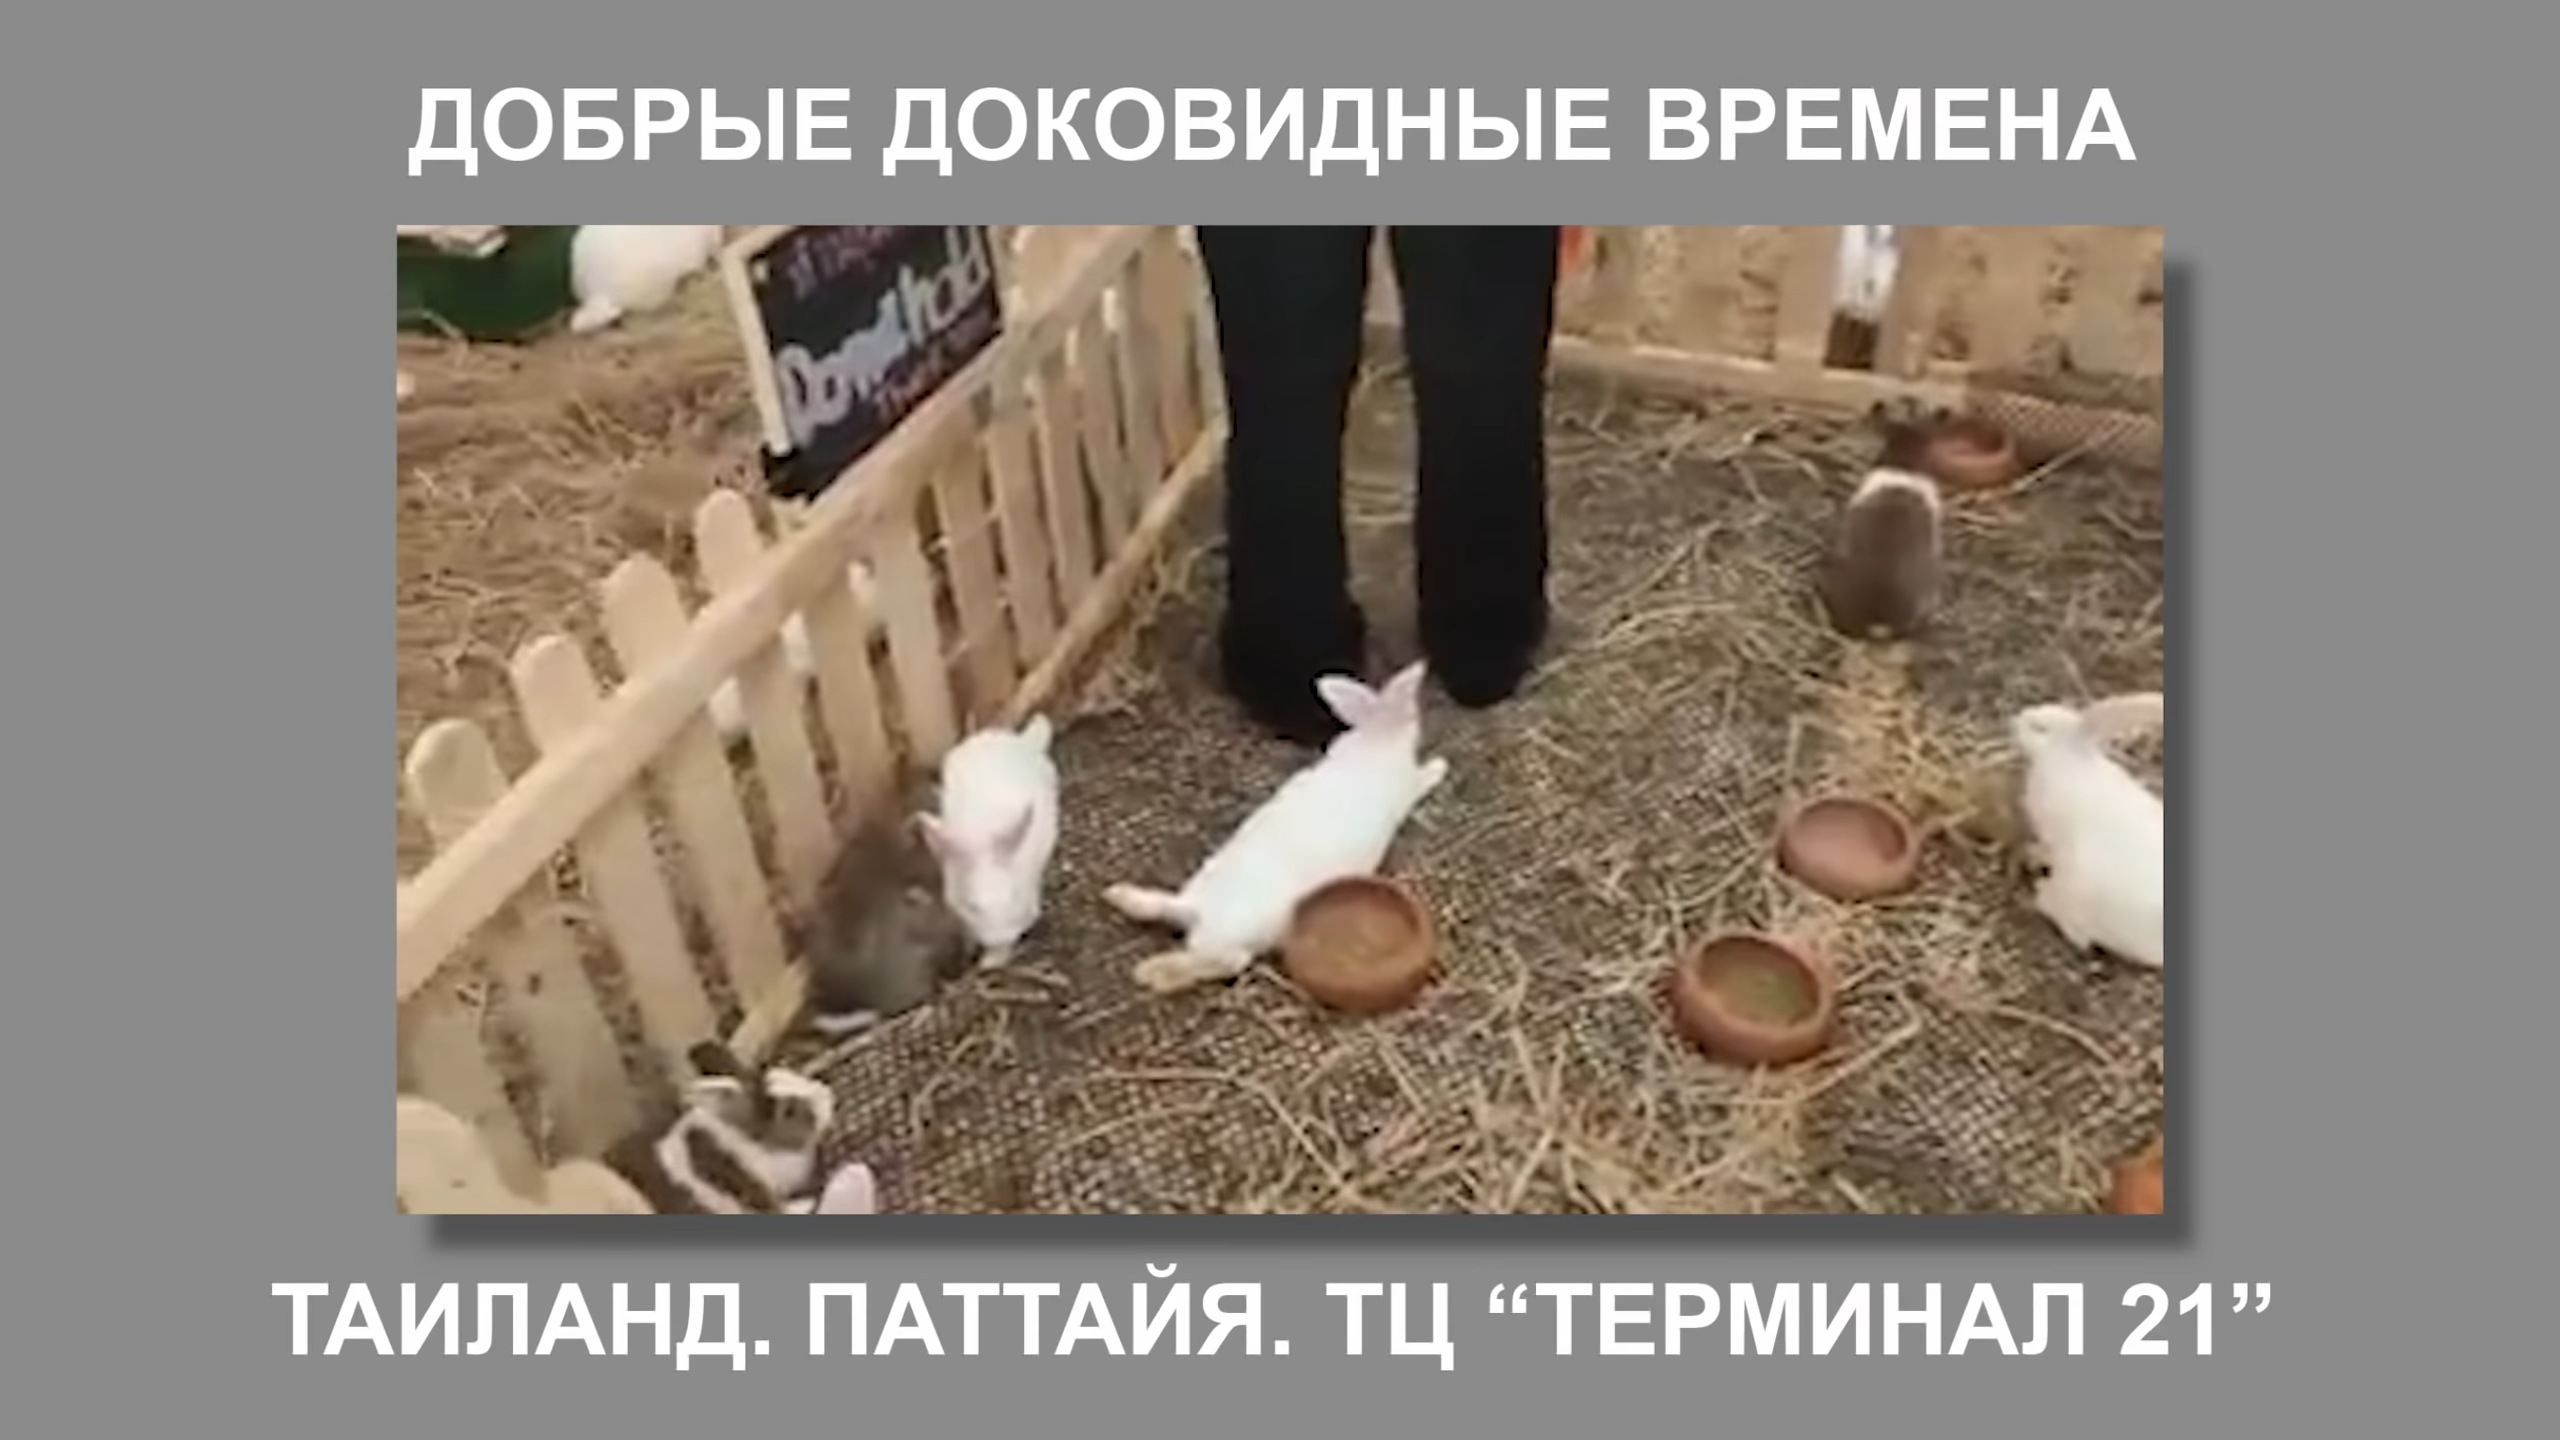 ДОБРЫЕ ДОКОВИДНЫЕ ВРЕМЕНА
ТАИЛАНД. ПАТТАЙЯ. ТЦ “ТЕРМИНАЛ 21”